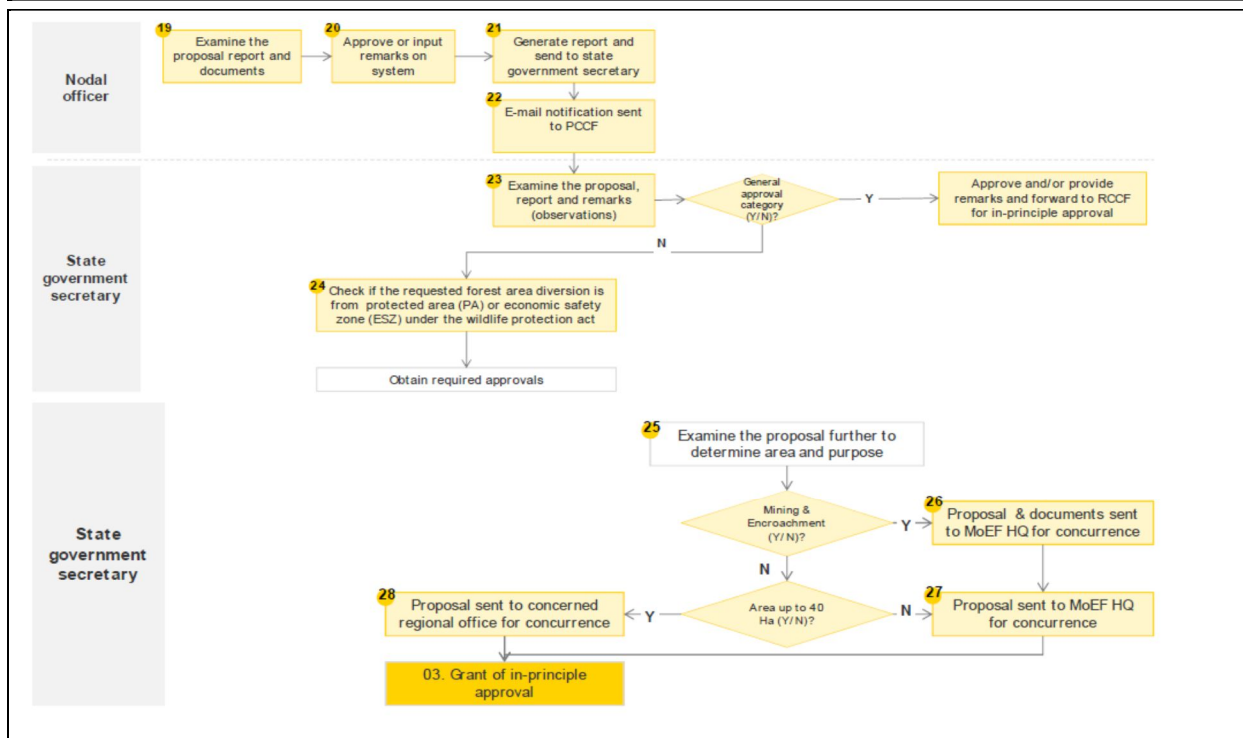 Nodal
officer
19
Examine the
proposal report and
documents
20
Approve or input
remarks on
system
21
Generate report and
send to state
government secretary
22
E-mail notification sent
to PCCF
State
government
secretary
23
Examine the proposal,
report and remarks
(observations)
General
approval
category
(Y/N)?
Y
Approve and/or provide
remarks and forward to RCCF
for in-principle approval
N
24
Check if the requested forest area diversion is
from protected area (PA) or economic safety
zone (ESZ) under the wildlife protection act
Obtain required approvals
State
government
secretary
25
Examine the proposal further to
determine area and purpose
Mining &
Encroachment
(Y/N)?
Y
26
Proposal & documents sent
to MoEF HQ for concurrence
N
28
Proposal sent to concerned
regional office for concurrence
Y
Area up to 40
Ha (Y/N)?
N
27
Proposal sent to MoEF HQ
for concurrence
03. Grant of in-principle
approval